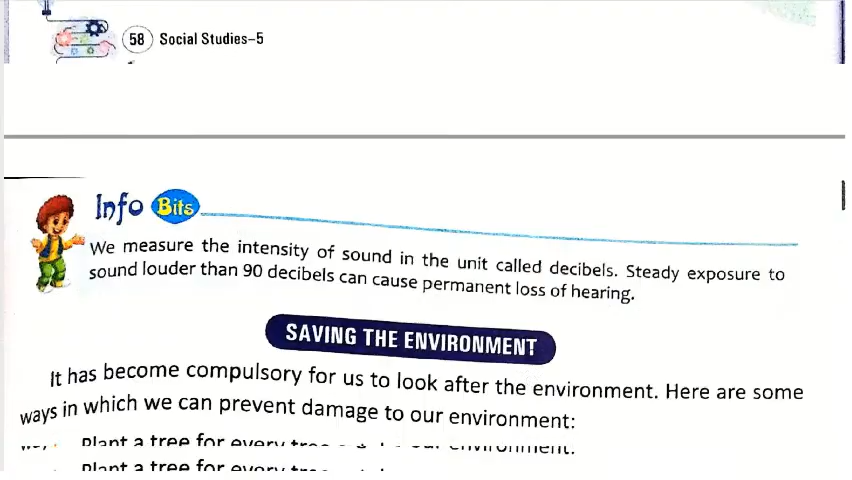 58 Social Studies–5
Info Bits
We measure the intensity of sound in the unit called decibels. Steady exposure to
sound louder than 90 decibels can cause permanent loss of hearing.
SAVING THE ENVIRONMENT
It has become compulsory for us to look after the environment. Here are some
ways in which we can prevent damage to our environment:
Plant a tree for every
Plant a tree for every